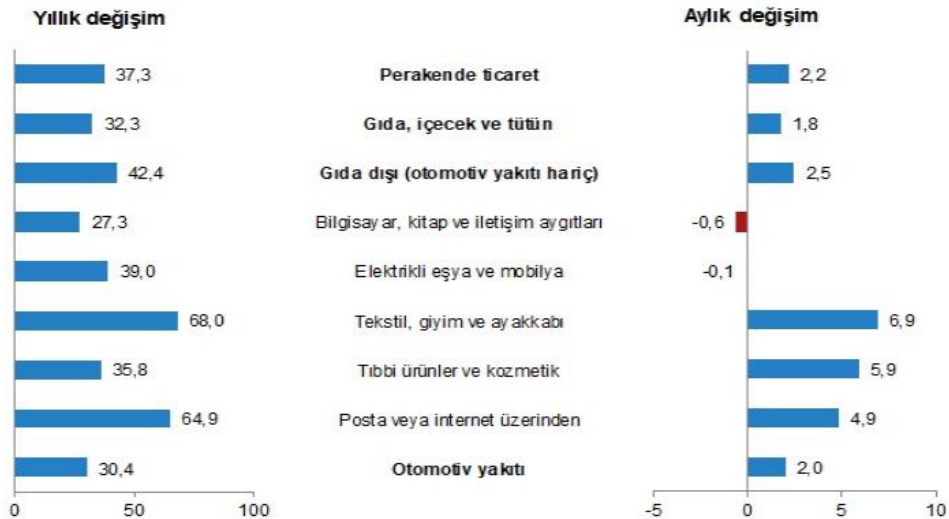 Yıllık değişim Aylık değişim
37,3 Perakende ticaret 2,2
32,3 Gıda, içecek ve tütün 1,8
42,4 Gıda dışı (otomotiv yakıtı hariç) 2,5
27,3 Bilgisayar, kitap ve iletişim aygıtları -0,6
39,0 Elektrikli eşya ve mobilya -0,1
68,0 Tekstil, giyim ve ayakkabı 6,9
35,8 Tıbbi ürünler ve kozmetik 5,9
64,9 Posta veya internet üzerinden 4,9
30,4 Otomotiv yakıtı 2,0
0 50 100 -5 0 5 10